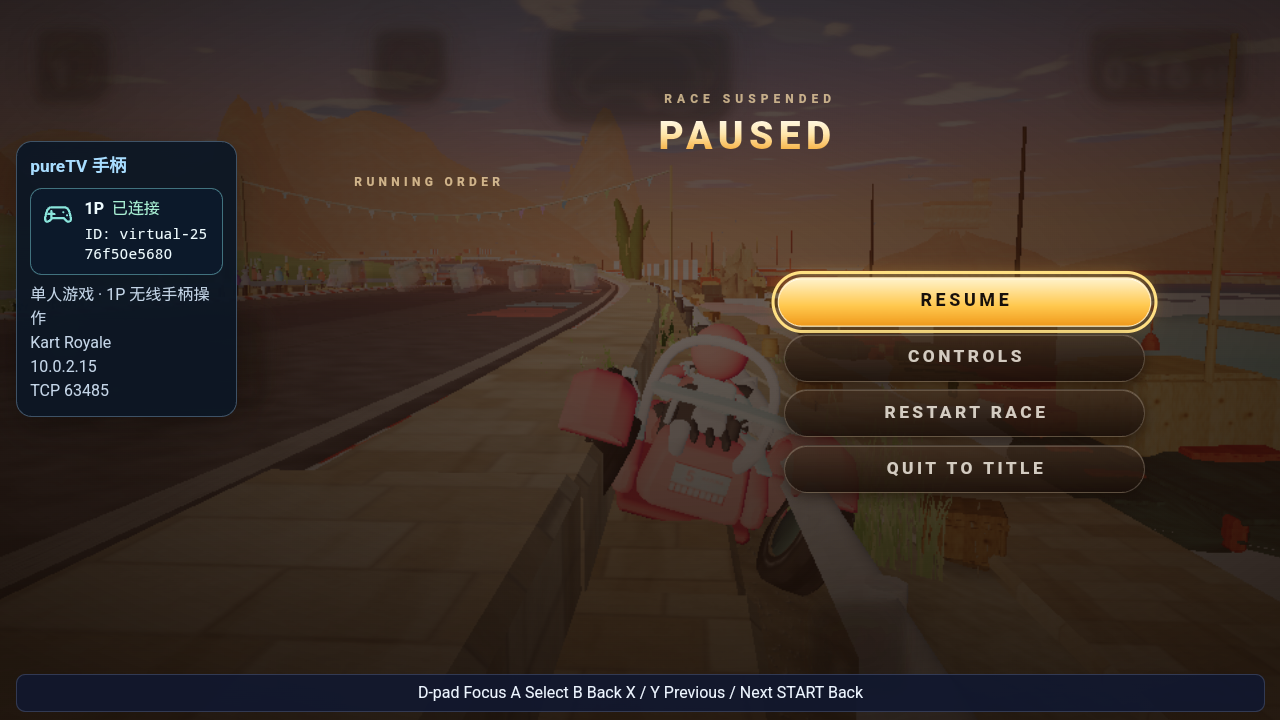 RACE SUSPENDED
PAUSED
RUNNING ORDER
pureTV 手柄
1P 已连接
ID: virtual-25
76f50e5680
单人游戏 · 1P 无线手柄操
作
Kart Royale
10.0.2.15
TCP 63485
RESUME
CONTROLS
RESTART RACE
QUIT TO TITLE
D-pad Focus A Select B Back X / Y Previous / Next START Back